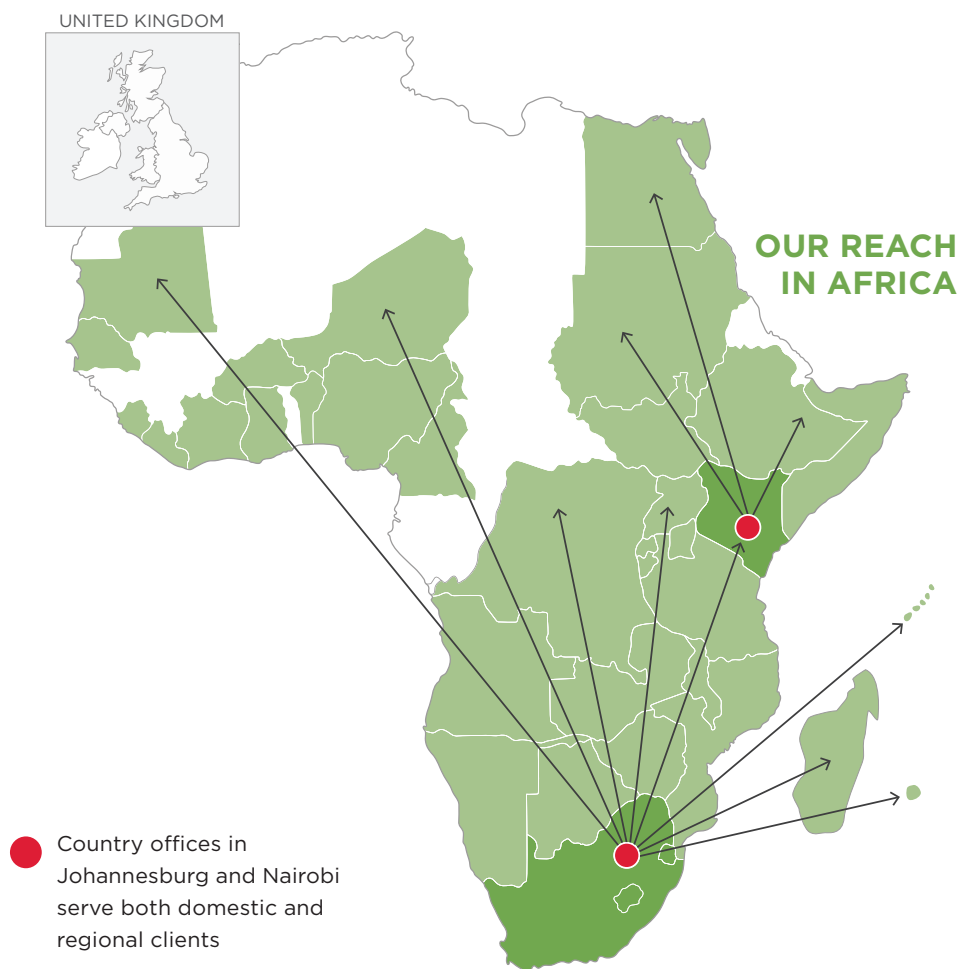 UNITED KINGDOM
OUR REACH
IN AFRICA
Country offices in
Johannesburg and Nairobi
serve both domestic and
regional clients